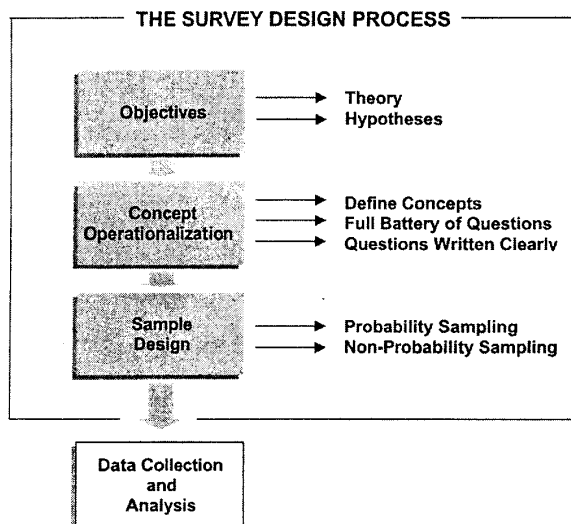 THE SURVEY DESIGN PROCESS
Objectives
Theory
Hypotheses
Concept
Operationalization
Define Concepts
Full Battery of Questions
Questions Written Clearly
Sample
Design
Probability Sampling
Non-Probability Sampling
Data Collection
and
Analysis